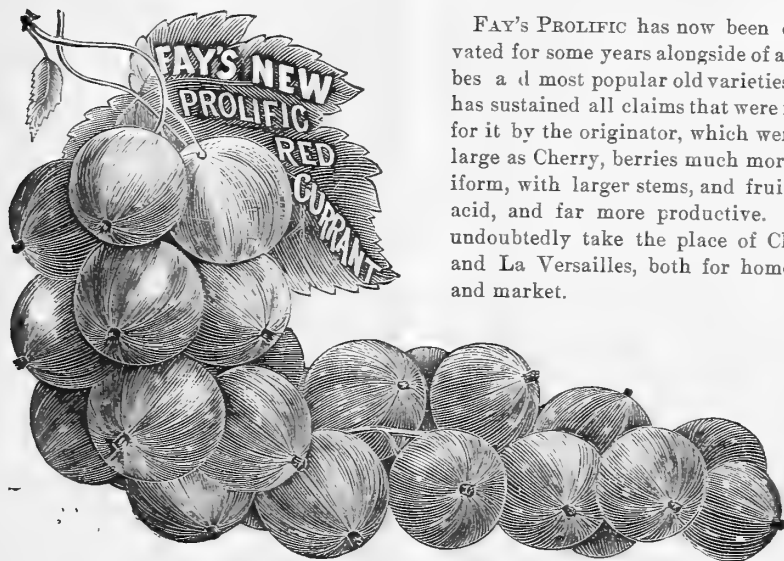 FAY'S NEW
PROLIFIC
RED
CURRANT
FAY'S PROLIFIC has now been c
vated for some years alongside of a
bes a d most popular old varieties
has sustained all claims that were
for it by the originator, which wer
large as Cherry, berries much mor
iform, with larger stems, and frui
acid, and far more productive.
undoubtedly take the place of C
and La Versailles, both for hom
and market.